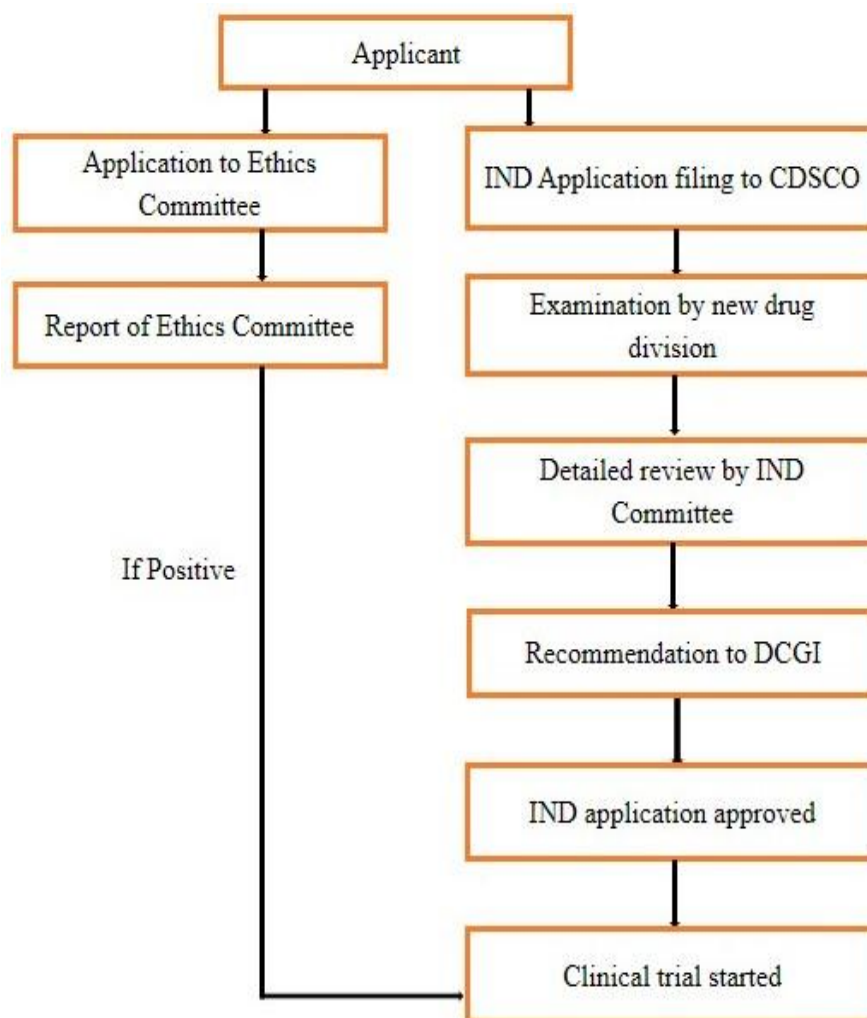 Applicant
Application to Ethics
Committee
IND Application filing to CDSCO
Report of Ethics Committee
Examination by new drug
division
Detailed review by IND
Committee
If Positive
Recommendation to DCGI
IND application approved
Clinical trial started